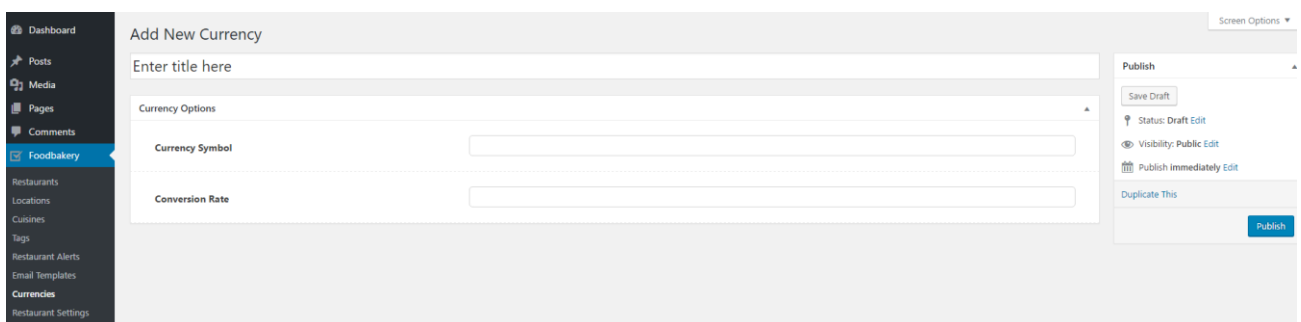 Dashboard
Posts
Media
Pages
Comments
Foodbakery
Restaurants
Locations
Cuisines
Tags
Restaurant Alerts
Email Templates
Currencies
Restaurant Settings
Screen Options
Add New Currency
Enter title here
Currency Options
Currency Symbol
Conversion Rate
Publish
Save Draft
Status: Draft Edit
Visibility: Public Edit
Publish immediately Edit
Duplicate This
Publish